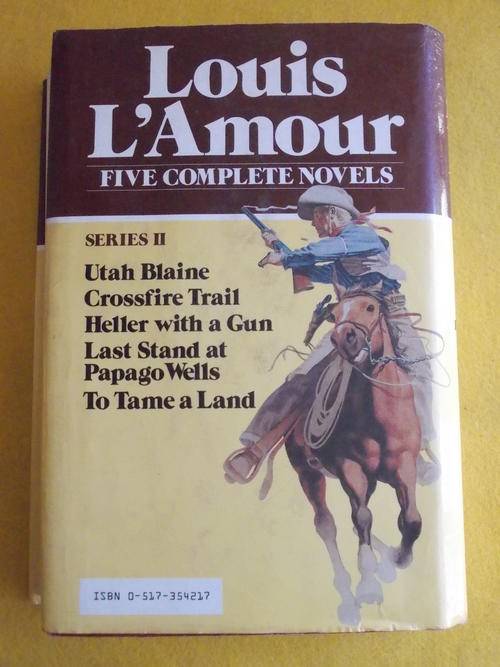 Louis
L'Amour
FIVE COMPLETE NOVELS
SERIES II
Utah Blaine
Crossfire Trail
Heller with a Gun
Last Stand at
Papago Wells
To Tame a Land
ISBN 0-517-354217